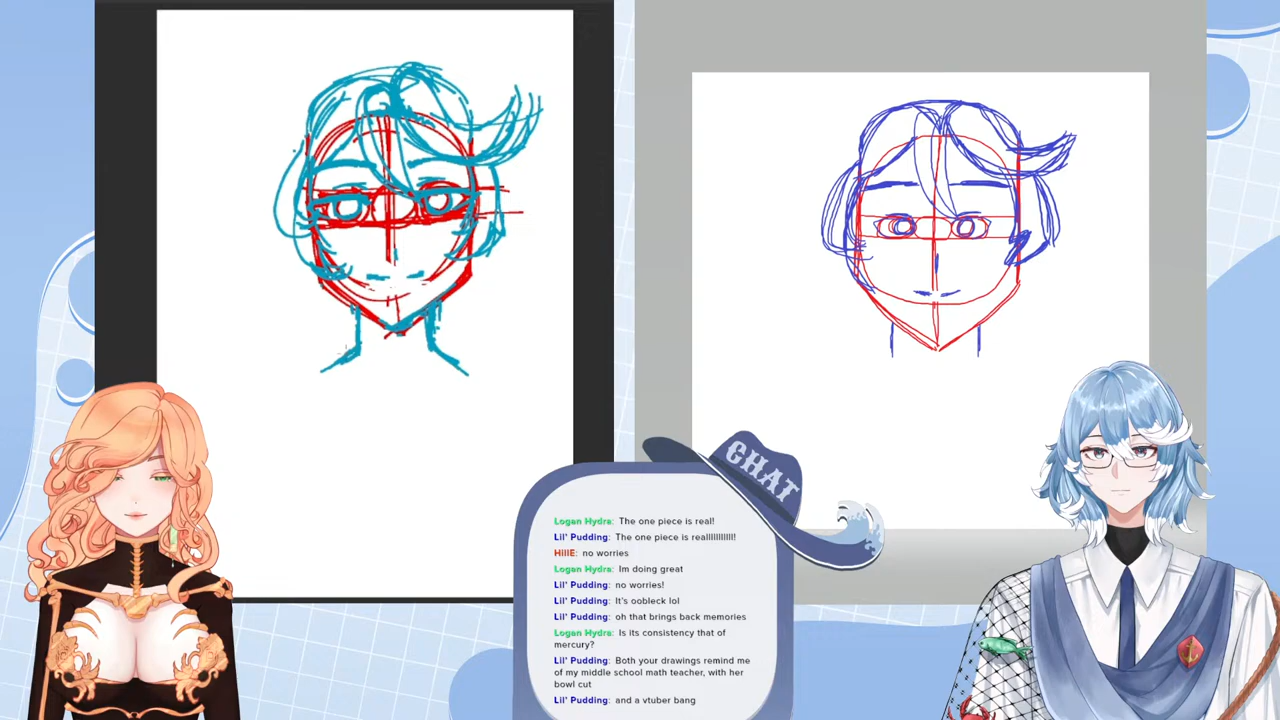 CHAT
Logan Hydra: The one piece is real!
Lil' Pudding: The one piece is realllllllllll!
HillE: no worries
Logan Hydra: Im doing great
Lil' Pudding: no worries!
Lil' Pudding: It's oobleck lol
Lil' Pudding: oh that brings back memories
Logan Hydra: Is its consistency that of
mercury?
Lil' Pudding: Both your drawings remind me
of my middle school math teacher, with her
bowl cut
Lil' Pudding: and a vtuber bang